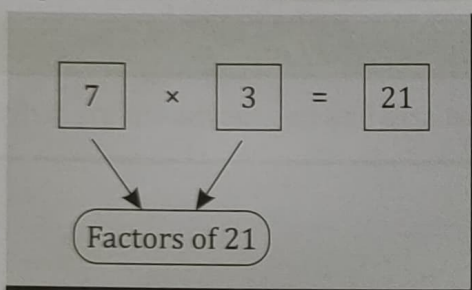 7 × 3 = 21
Factors of 21